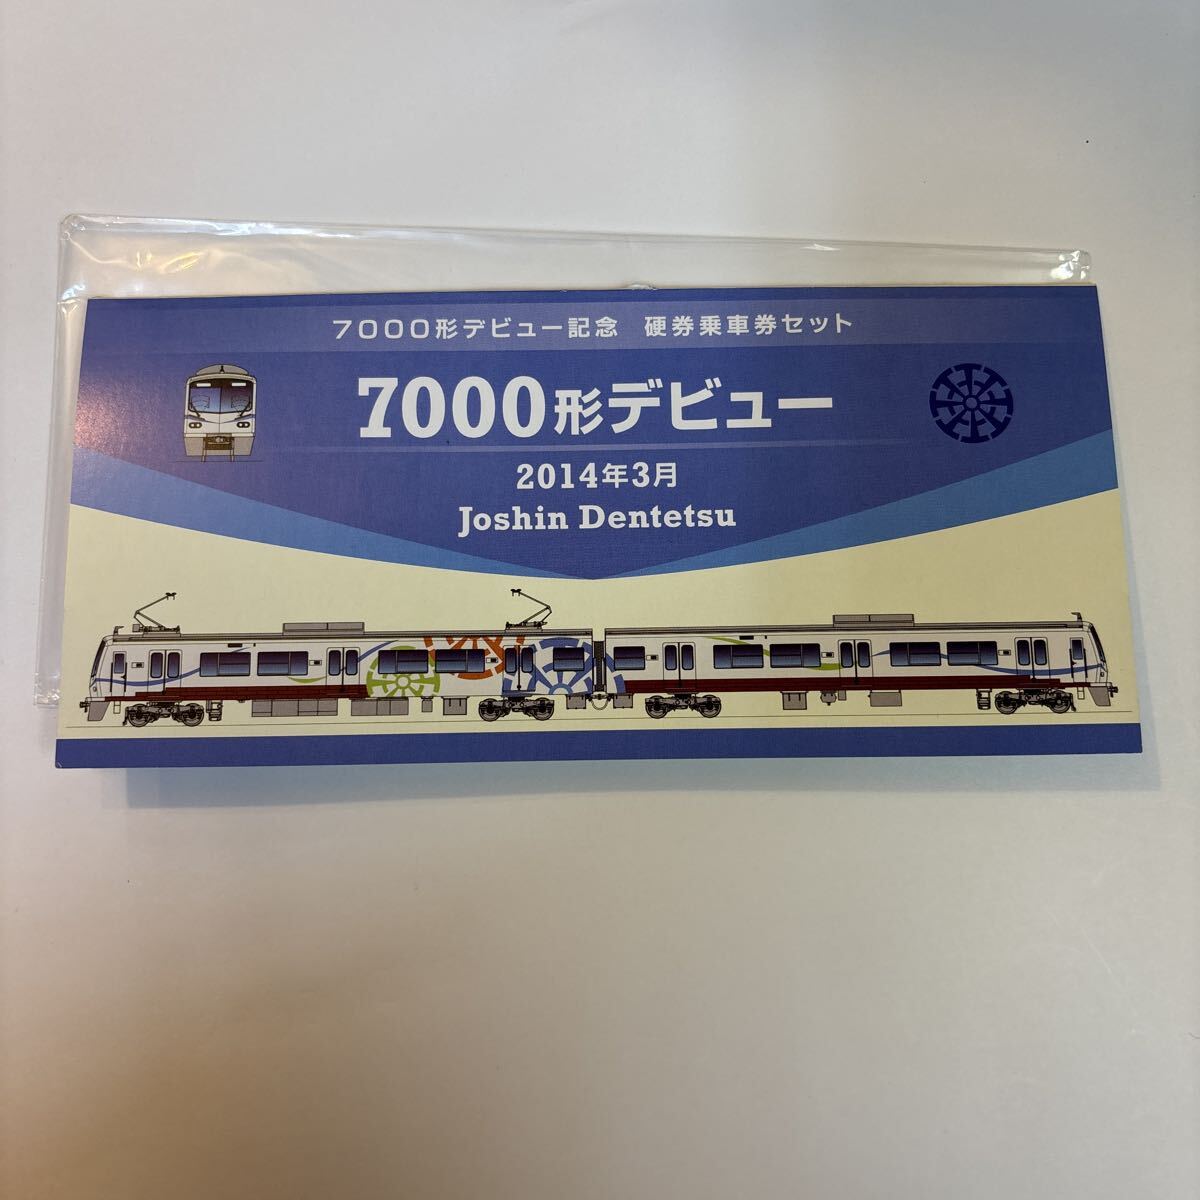 7000形デビュー記念 硬券乗車券セット
7000形デビュー
2014年3月
Joshin Dentetsu